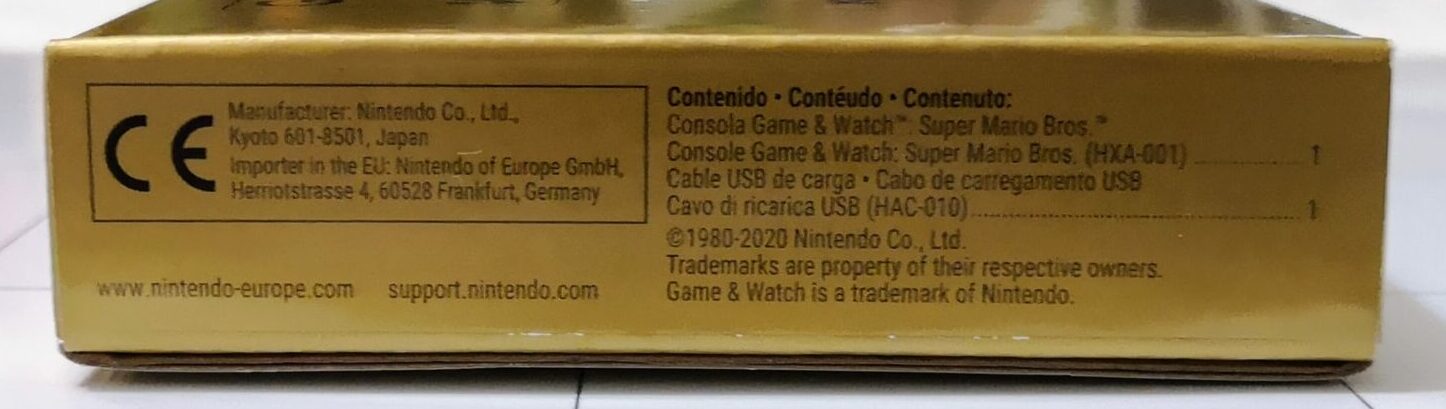 CE
Manufacturer: Nintendo Co., Ltd.,
Kyoto 601-8501, Japan
Importer in the EU: Nintendo of Europe GmbH,
Herriotstrasse 4, 60528 Frankfurt, Germany
www.nintendo-europe.com support.nintendo.com
Contenido • Contéudo • Contenuto:
Consola Game & Watch™: Super Mario Bros.™
Console Game & Watch: Super Mario Bros. (HXA-001) 1
Cable USB de carga • Cabo de carregamento USB
Cavo di ricarica USB (HAC-010) 1
©1980-2020 Nintendo Co., Ltd.
Trademarks are property of their respective owners.
Game & Watch is a trademark of Nintendo.